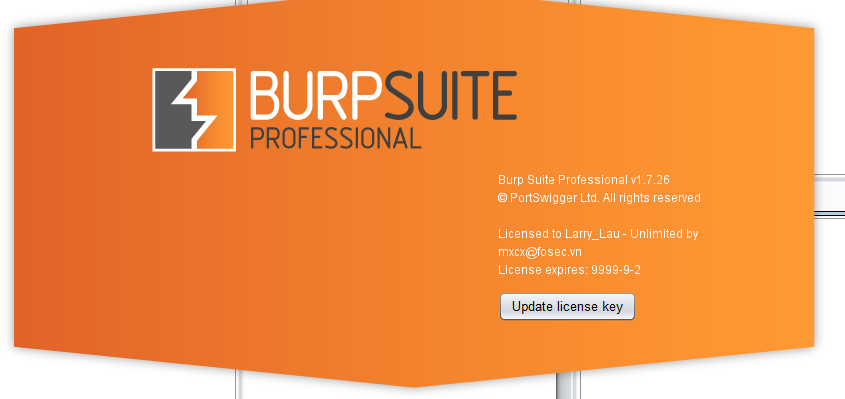 BURPSUITE
PROFESSIONAL
Burp Suite Professional v1.7.26
© PortSwigger Ltd. All rights reserved
Licensed to Larry_Lau - Unlimited by
mxcx@fosec.vn
License expires: 9999-9-2
Update license key